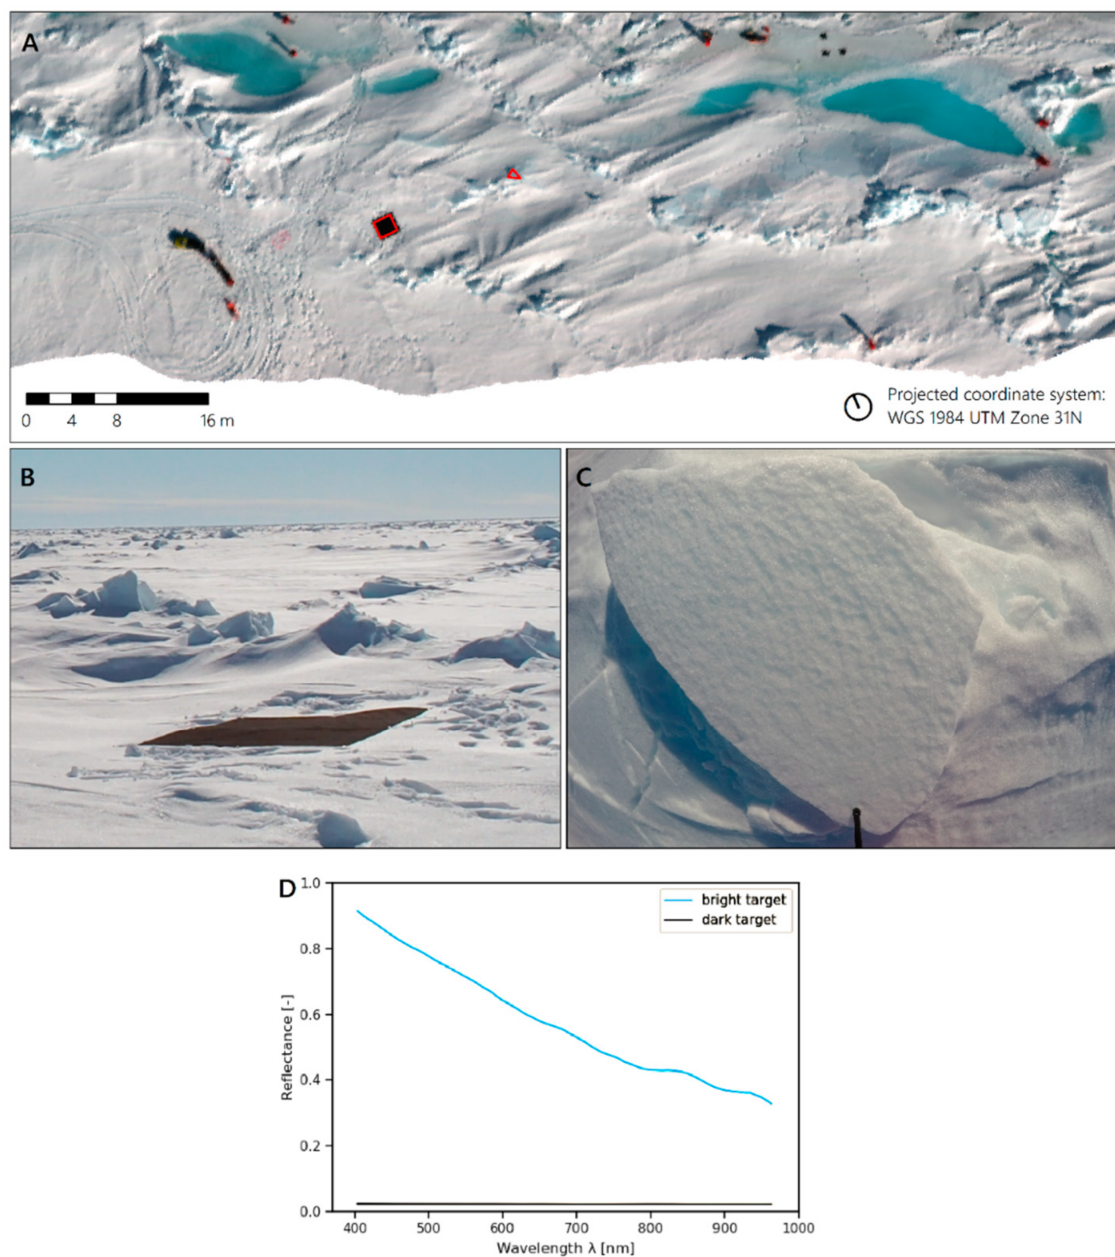 A
0 4 8 16 m
Projected coordinate system:
WGS 1984 UTM Zone 31N
B
C
D
1.0
0.8
0.6
0.4
0.2
0.0
Reflectance [-]
bright target
dark target
400 500 600 700 800 900 1000
Wavelength λ [nm]